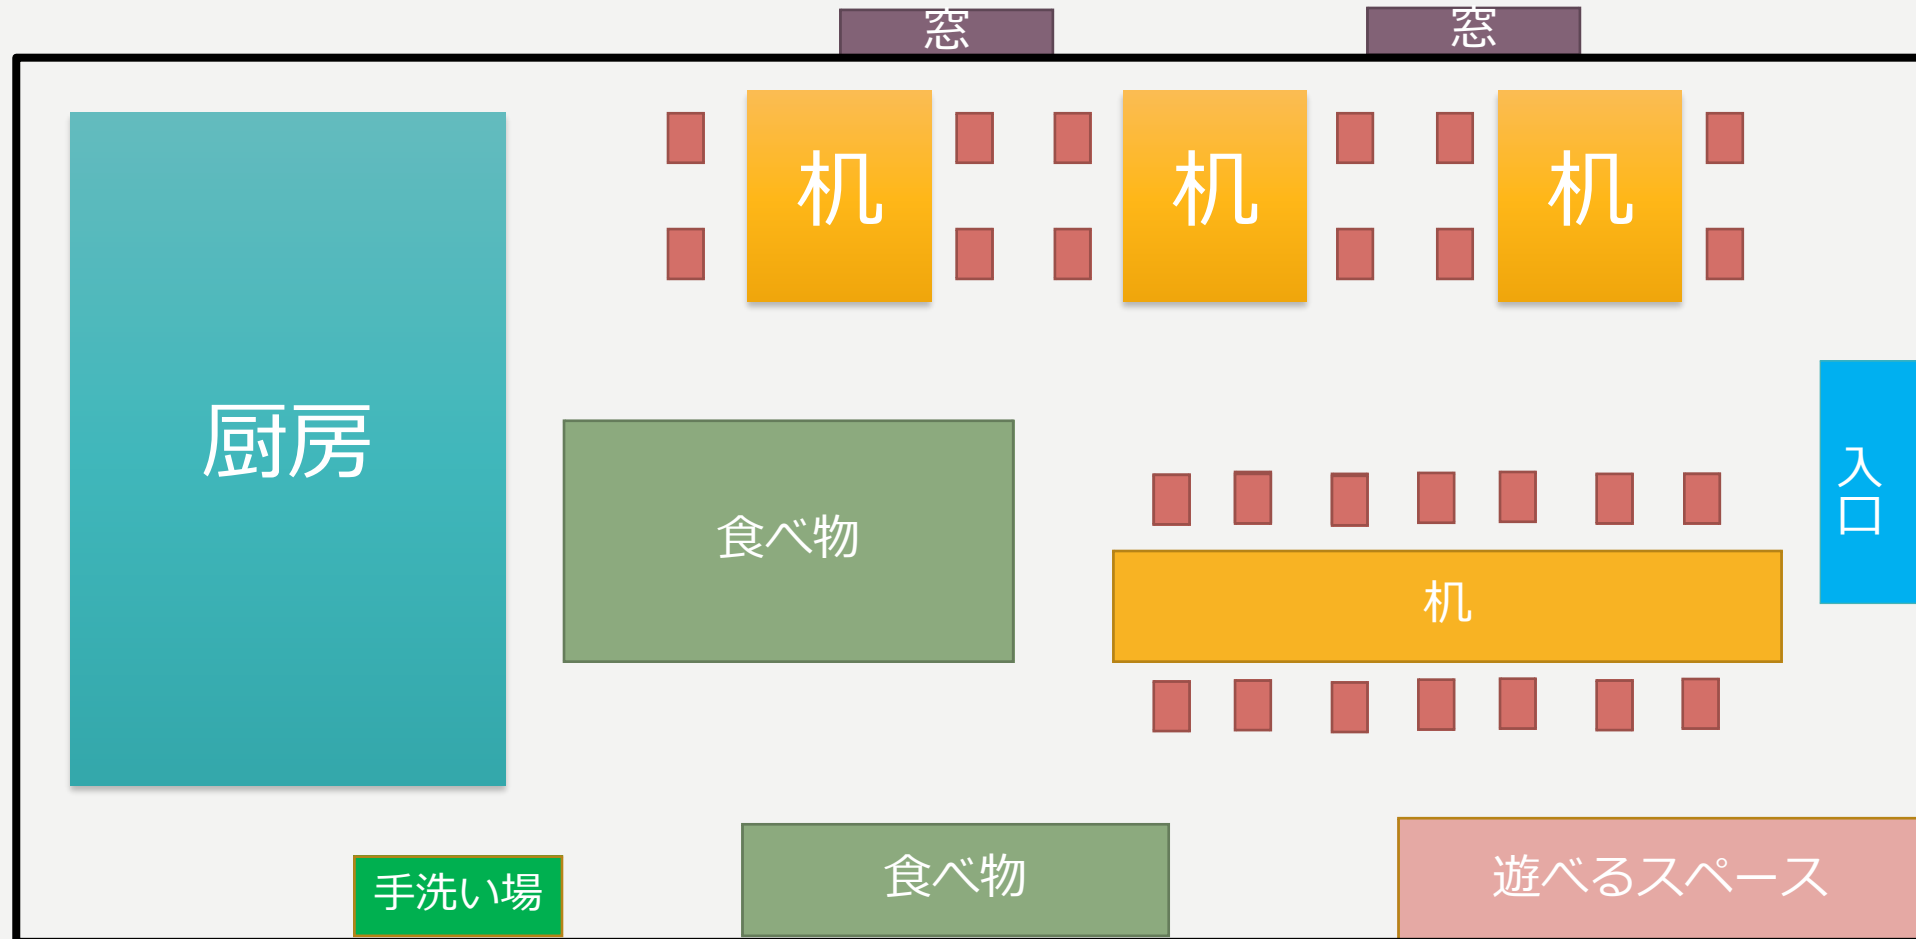 窓
窓
机
机
机
厨房
食べ物
入口
机
手洗い場
食べ物
遊べるスペース